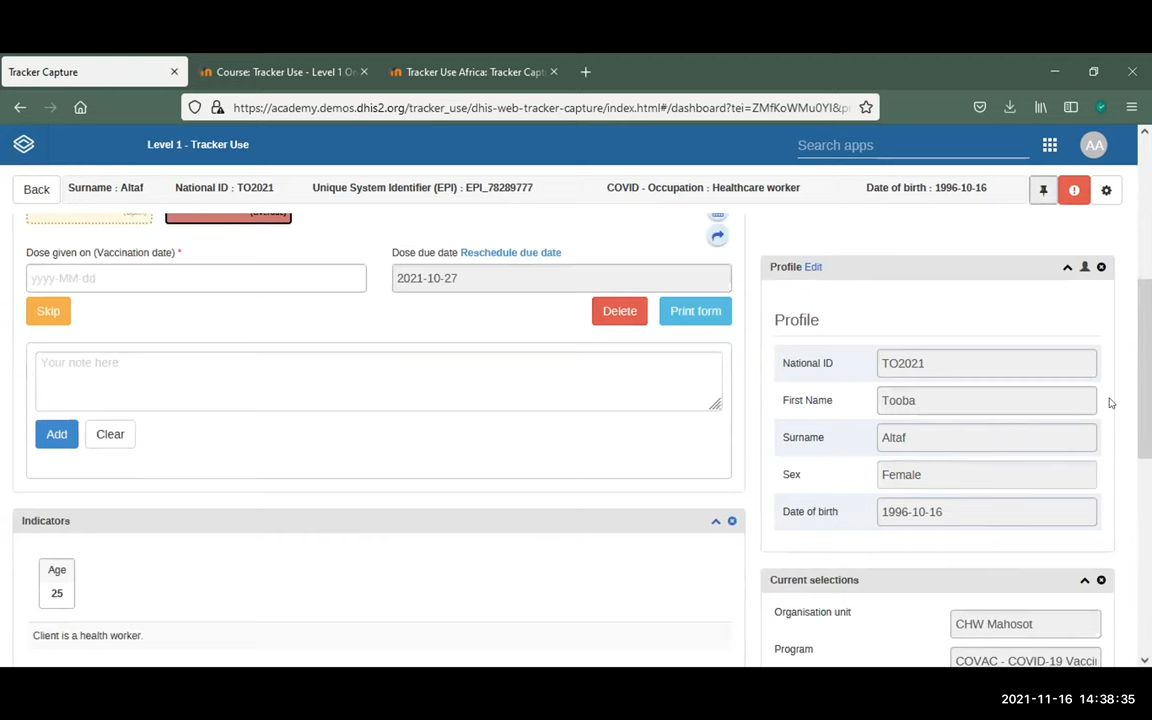 Tracker Capture
Course: Tracker Use - Level 1 On
Tracker Use Africa: Tracker Capt
https://academy.demos.dhis2.org/tracker_use/dhis-web-tracker-capture/index.html#/dashboard?tei=ZMfKoWMu0YI&p
Level 1 - Tracker Use
Search apps
AA
Back
Surname : Altaf
National ID : TO2021
Unique System Identifier (EPI) : EPI_78289777
COVID - Occupation : Healthcare worker
Date of birth : 1996-10-16
Dose given on (Vaccination date) *
Dose due date Reschedule due date
yyyy-MM-dd
2021-10-27
Skip
Delete
Print form
Your note here
Add
Clear
Indicators
Age
25
Client is a health worker.
Profile Edit
Profile
National ID TO2021
First Name Tooba
Surname Altaf
Sex Female
Date of birth 1996-10-16
Current selections
Organisation unit CHW Mahosot
Program COVAC - COVID-19 Vacci
2021-11-16 14:38:35